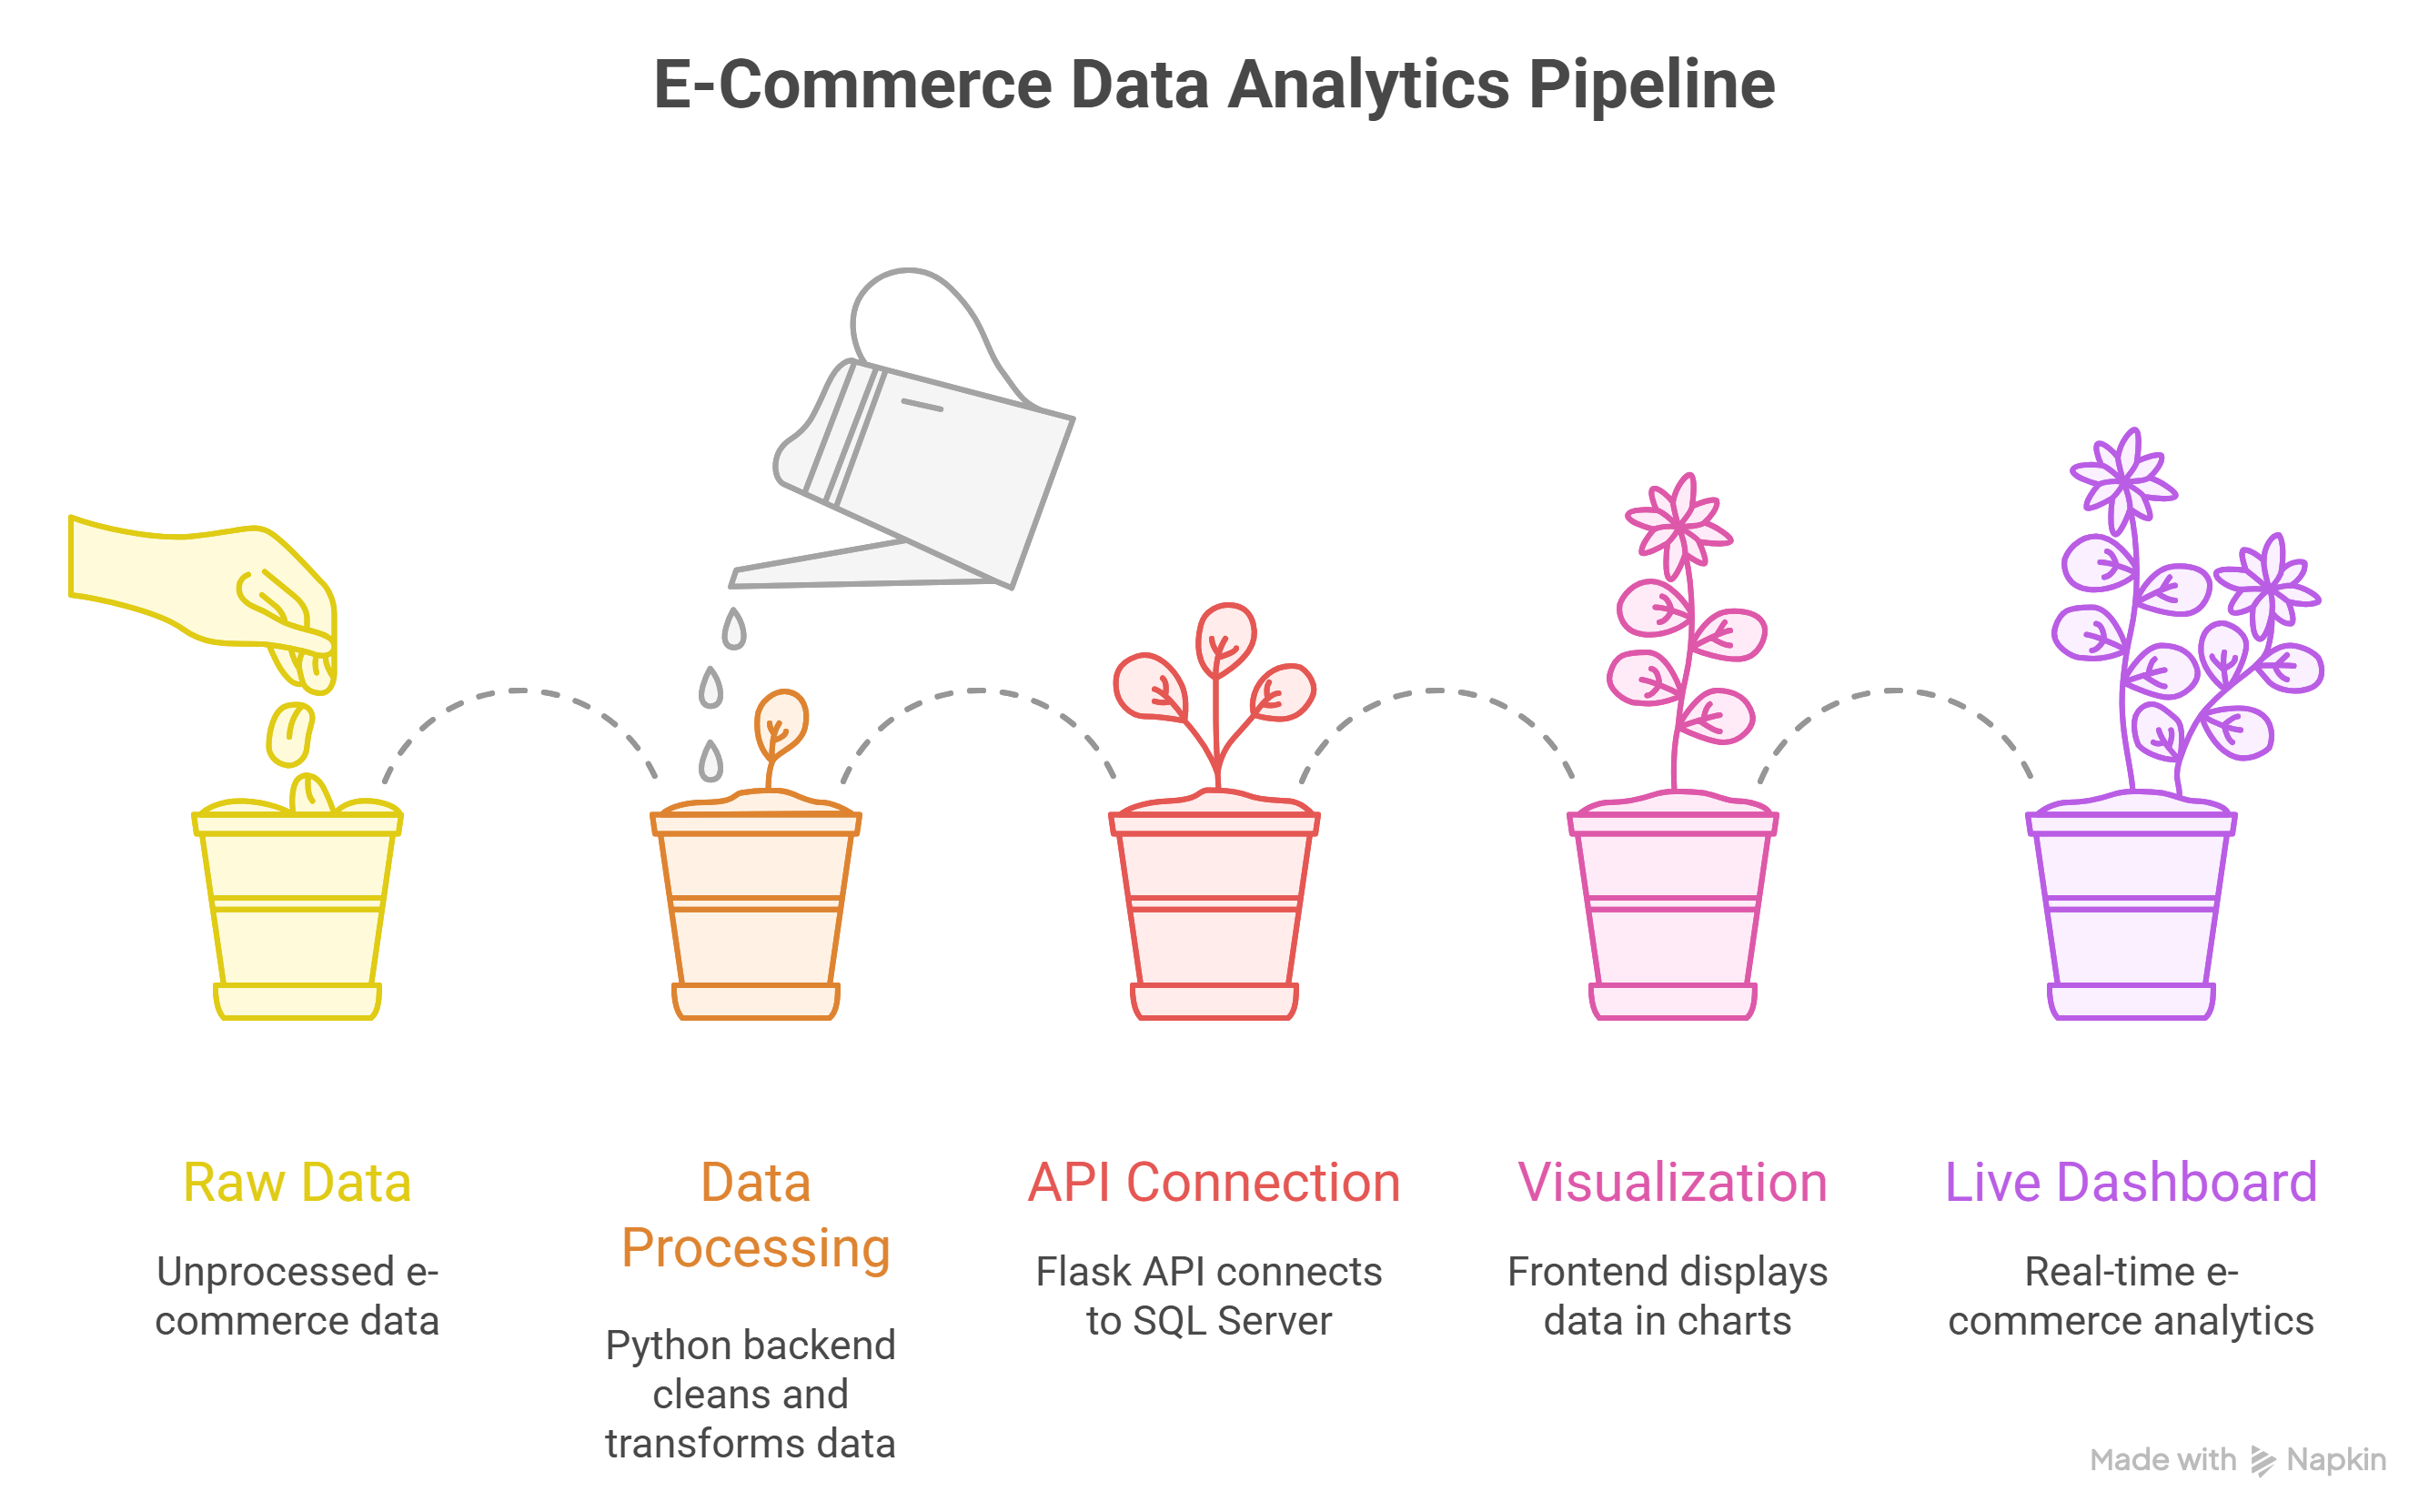 E-Commerce Data Analytics Pipeline
Raw Data
Unprocessed e-
commerce data
Data
Processing
Python backend
cleans and
transforms data
API Connection
Flask API connects
to SQL Server
Visualization
Frontend displays
data in charts
Live Dashboard
Real-time e-
commerce analytics
Made with Napkin